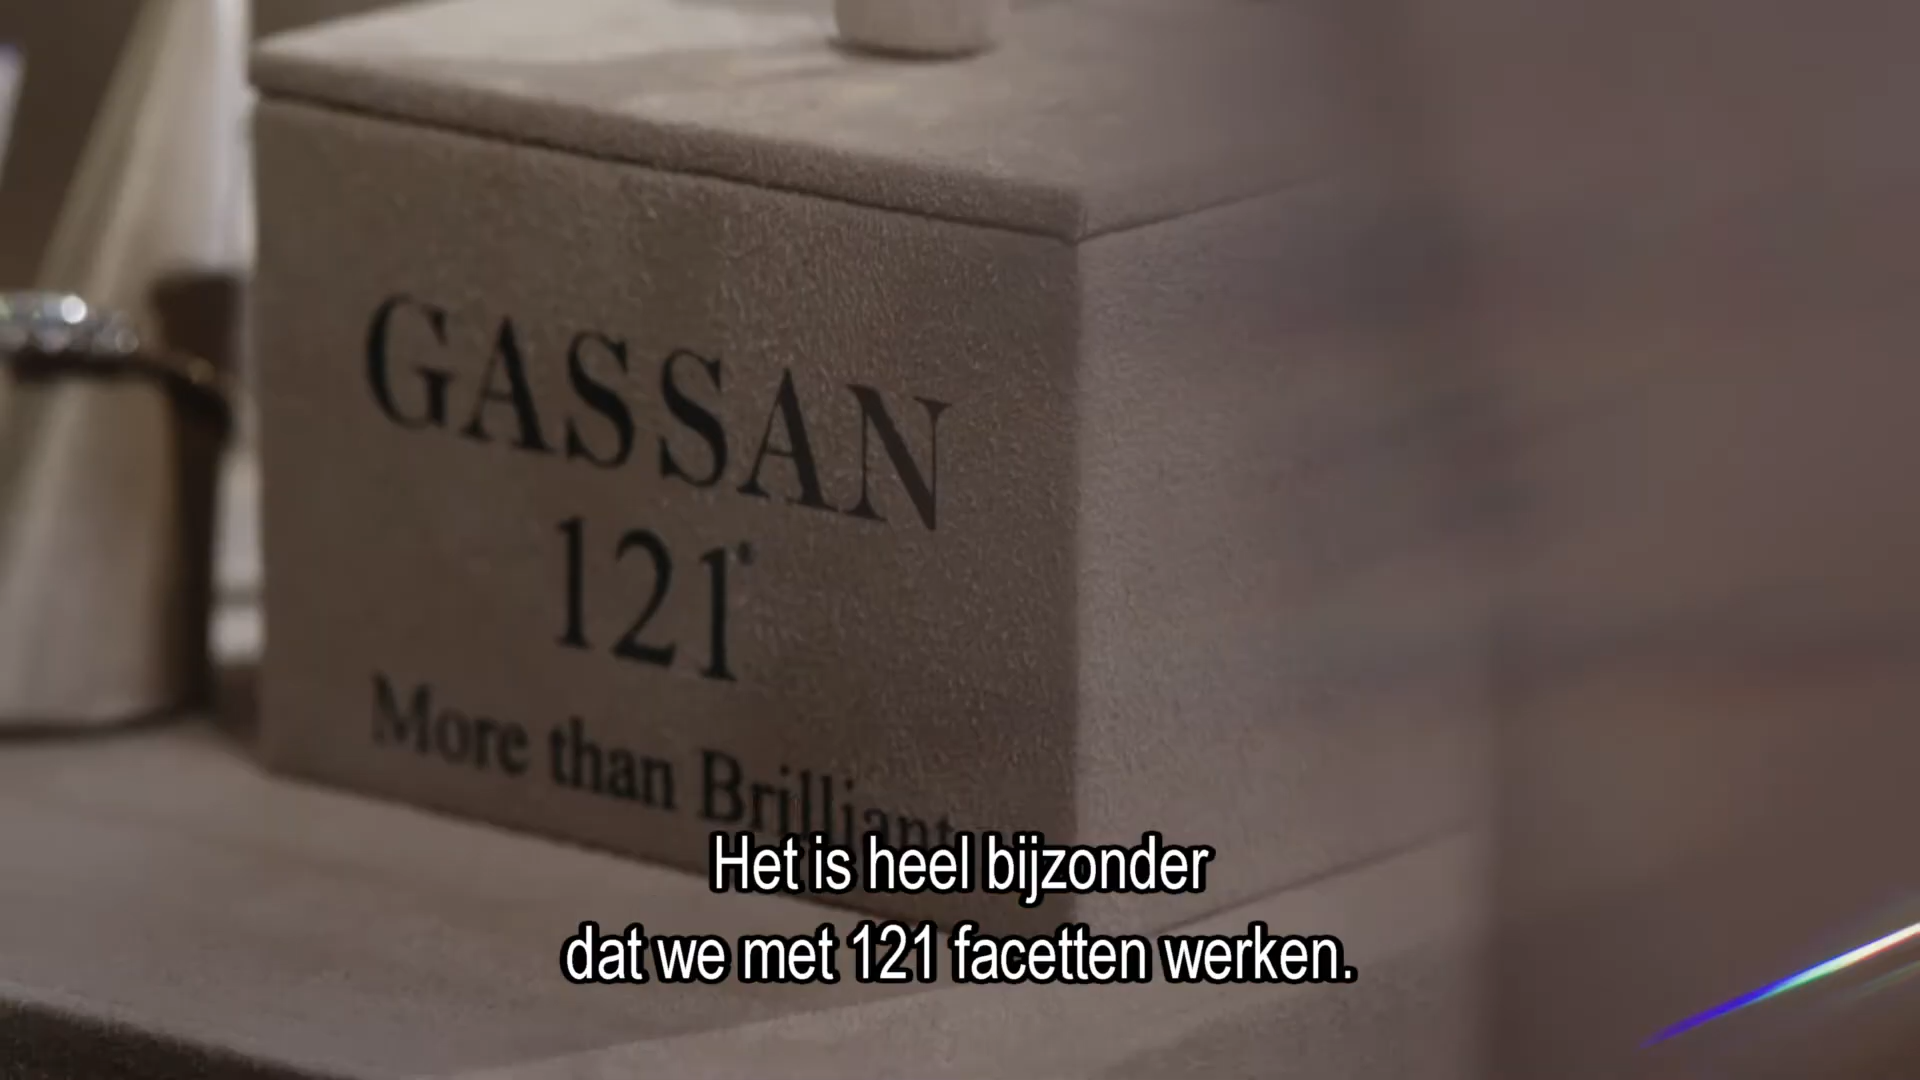 GASSAN
121®
More than Brilliant
Het is heel bijzonder
dat we met 121 facetten werken.